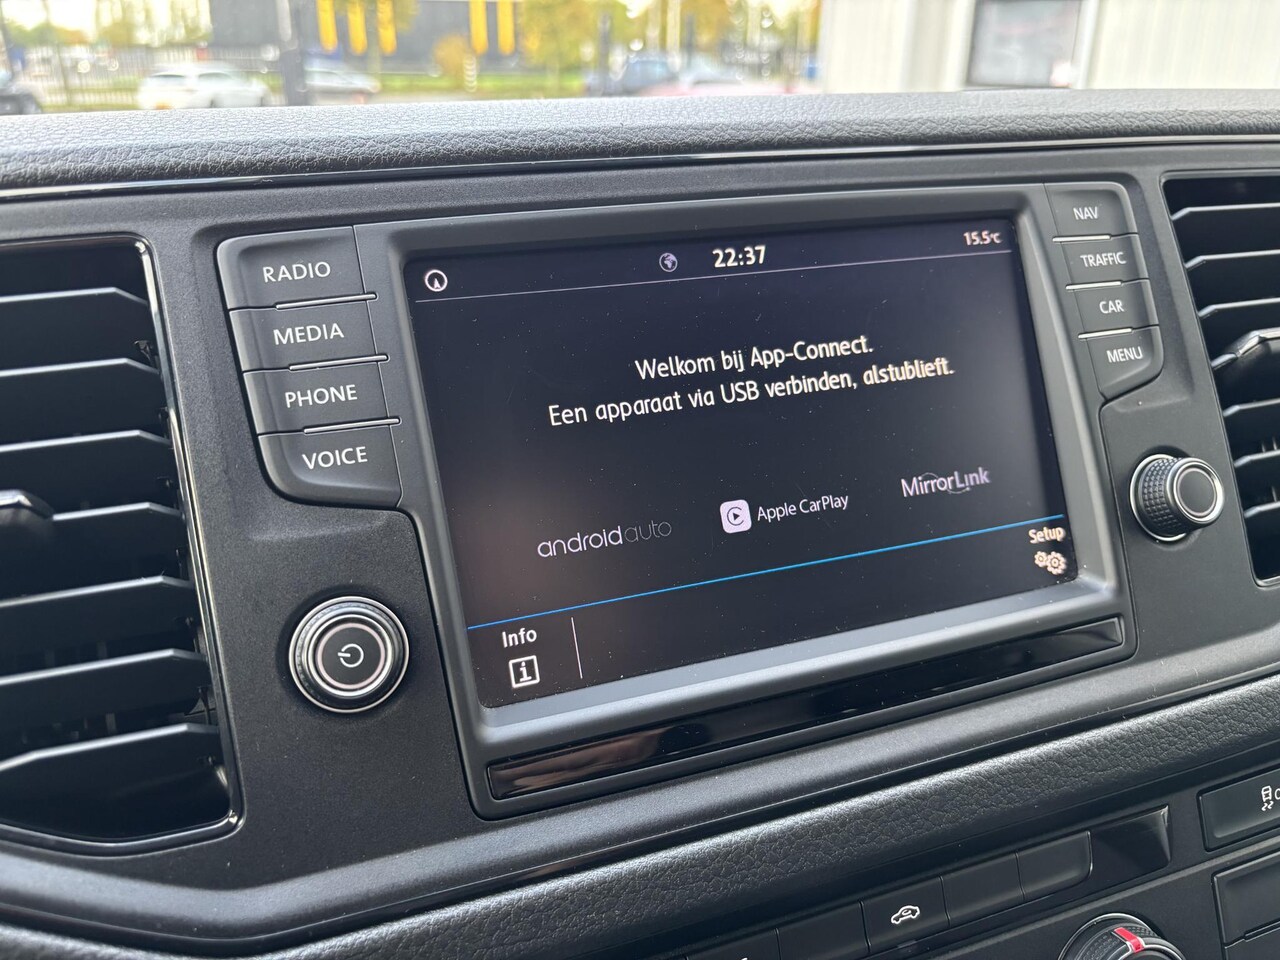 RADIO
MEDIA
PHONE
VOICE
22:37
15.5°C
Welkom bij App-Connect.
Een apparaat via USB verbinden, alstublieft.
androidauto
Apple CarPlay
MirrorLink
Setup
Info
i
NAV
TRAFFIC
CAR
MENU